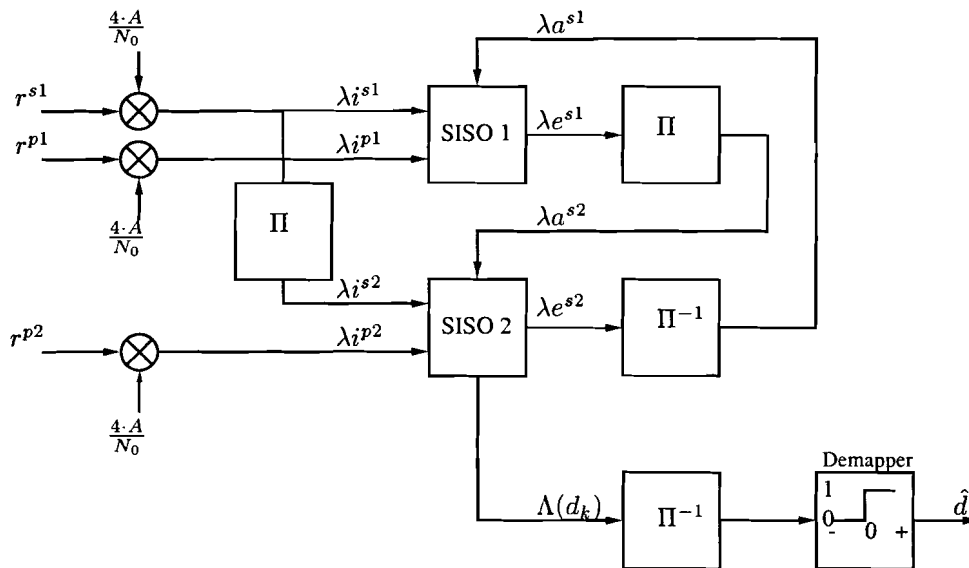 4·A
N₀
λa^{s1}
r^{s1}
λi^{s1}
SISO 1
λe^{s1}
Π
r^{p1}
λi^{p1}
4·A
N₀
Π
λa^{s2}
λi^{s2}
SISO 2
λe^{s2}
Π^{-1}
r^{p2}
λi^{p2}
4·A
N₀
Demapper
Λ(d_k)
Π^{-1}
1
0
- 0 +
d̂